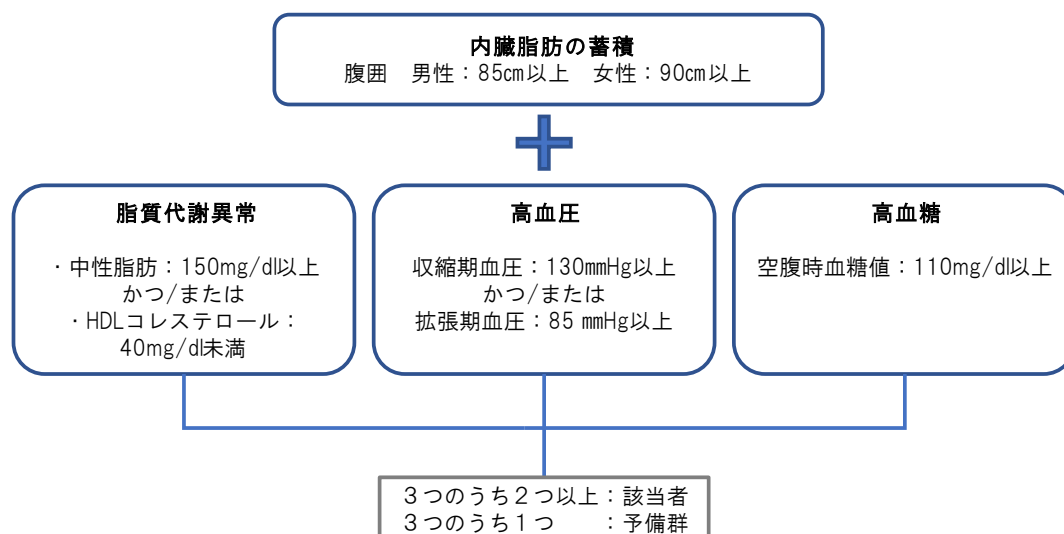 内臓脂肪の蓄積
腹囲　男性：85㎝以上　女性：90㎝以上
脂質代謝異常
・中性脂肪：150mg/dl以上
かつ/または
・HDLコレステロール：
40mg/dl未満
高血圧
収縮期血圧：130mmHg以上
かつ/または
拡張期血圧：85 mmHg以上
高血糖
空腹時血糖値：110mg/dl以上
３つのうち２つ以上：該当者
３つのうち１つ　　：予備群